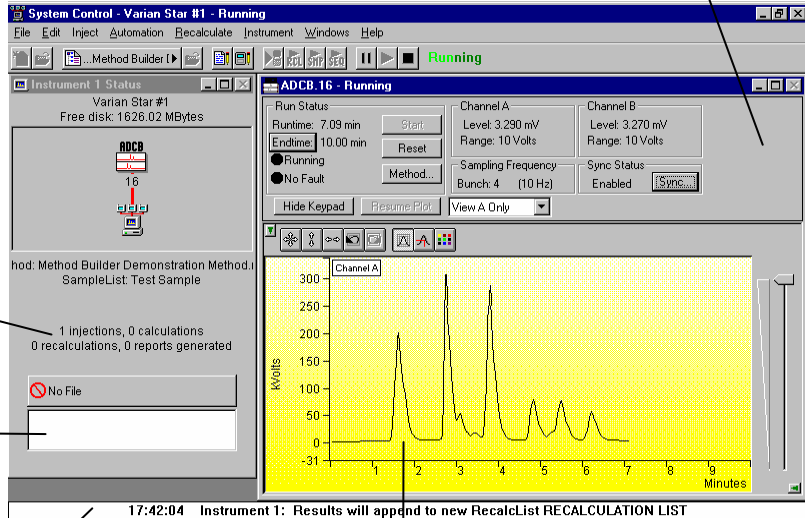 System Control - Varian Star #1 - Running
File Edit Inject Automation Recalculate Instrument Windows Help
...Method Builder [ RCL SMP SEQ Running
Instrument 1 Status
Varian Star #1
Free disk: 1626.02 MBytes
ADCB
16
hod: Method Builder Demonstration Method.
SampleList: Test Sample
1 injections, 0 calculations
0 recalculations, 0 reports generated
No File
ADCB.16 - Running
Run Status
Runtime: 7.09 min Start
Endtime: 10.00 min Reset
Running
No Fault Method...
Channel A
Level: 3.290 mV
Range: 10 Volts
Channel B
Level: 3.270 mV
Range: 10 Volts
Sampling Frequency
Bunch: 4 (10 Hz)
Sync Status
Enabled Sync...
Hide Keypad Resume Plot View A Only
Channel A
300
250
200
150
100
50
0
-31
kVolts
1 2 3 4 5 6 7 8 9
Minutes
17:42:04 Instrument 1: Results will append to new RecalcList RECALCULATION LIST